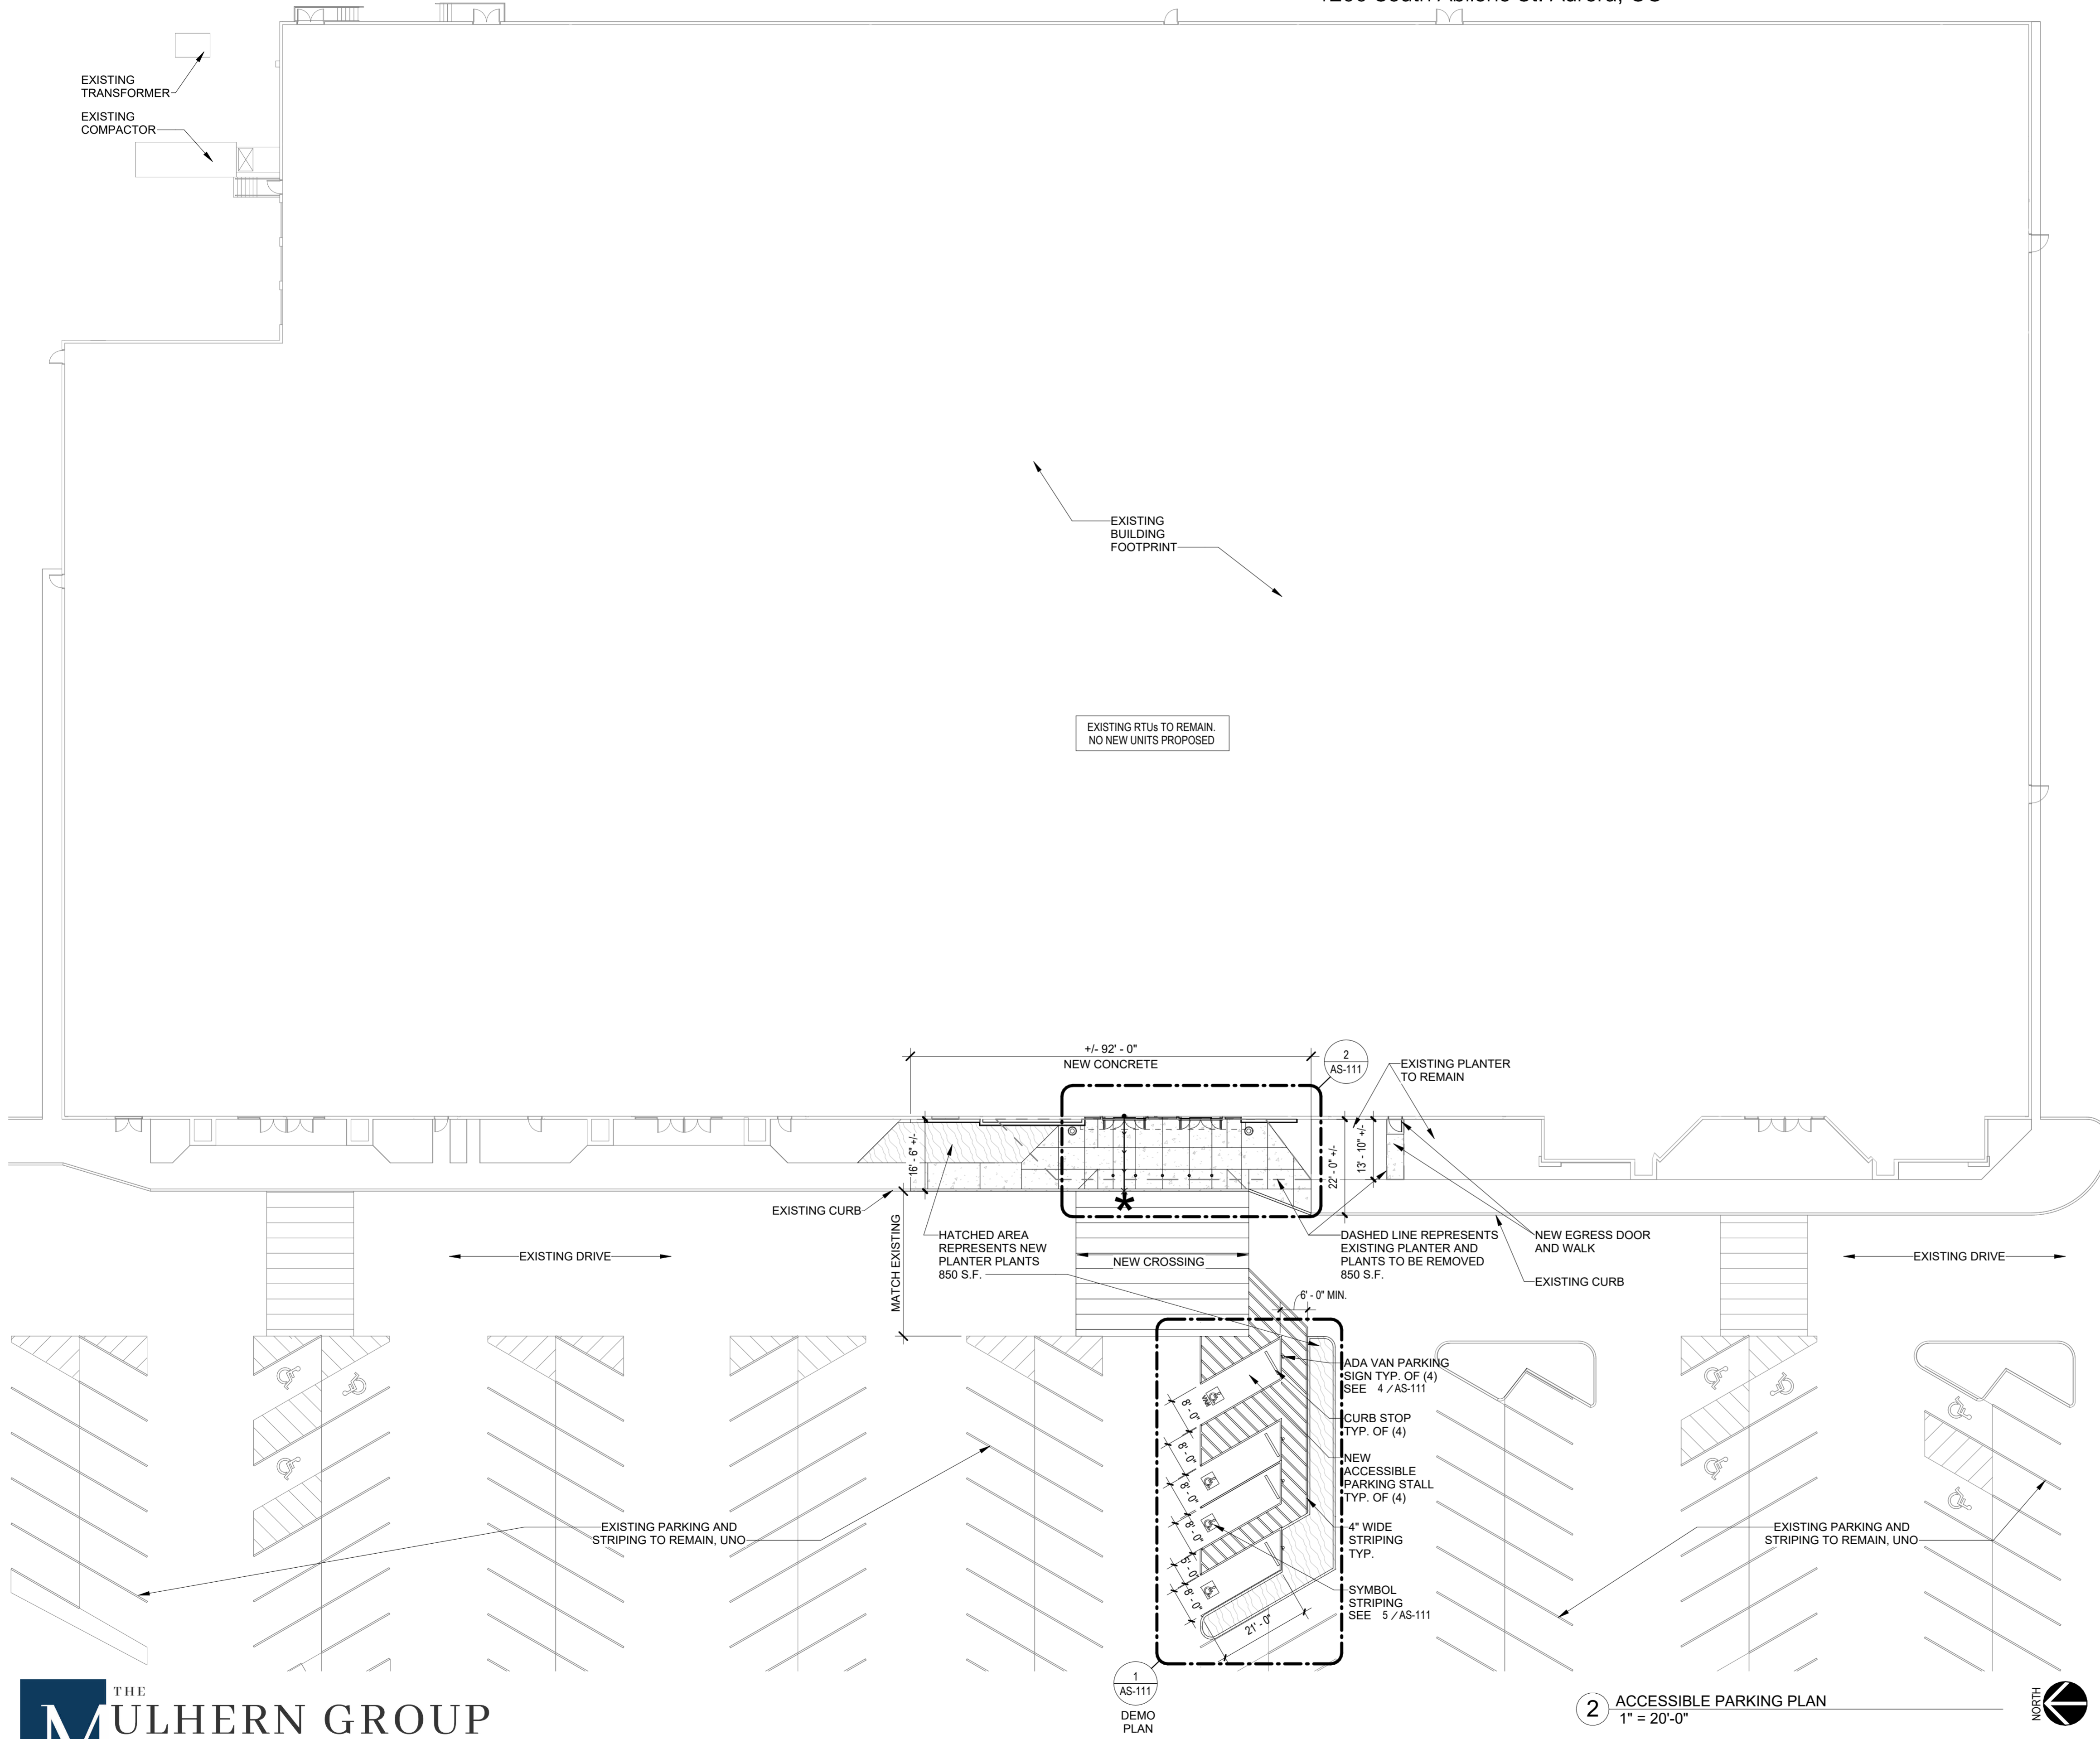 EXISTING
TRANSFORMER
EXISTING
COMPACTOR
EXISTING
BUILDING
FOOTPRINT
EXISTING RTUs TO REMAIN.
NO NEW UNITS PROPOSED
+/- 92' - 0"
NEW CONCRETE
2
AS-111
EXISTING PLANTER
TO REMAIN
16' - 6" +/-
22' - 0" +/-
13' - 10" +/-
EXISTING CURB
MATCH EXISTING
HATCHED AREA
REPRESENTS NEW
PLANTER PLANTS
850 S.F.
*
NEW CROSSING
DASHED LINE REPRESENTS
EXISTING PLANTER AND
PLANTS TO BE REMOVED
850 S.F.
NEW EGRESS DOOR
AND WALK
EXISTING CURB
EXISTING DRIVE
EXISTING DRIVE
6' - 0" MIN.
ADA VAN PARKING
SIGN TYP. OF (4)
SEE 4 / AS-111
CURB STOP
TYP. OF (4)
NEW
ACCESSIBLE
PARKING STALL
TYP. OF (4)
4" WIDE
STRIPING
TYP.
SYMBOL
STRIPING
SEE 5 / AS-111
8' - 0"
8' - 0"
8' - 0"
8' - 0"
5' - 0"
8' - 0"
21' - 0"
VAN
EXISTING PARKING AND
STRIPING TO REMAIN, UNO
EXISTING PARKING AND
STRIPING TO REMAIN, UNO
1
AS-111
DEMO
PLAN
THE
MULHERN GROUP
2 ACCESSIBLE PARKING PLAN
1" = 20'-0"
NORTH